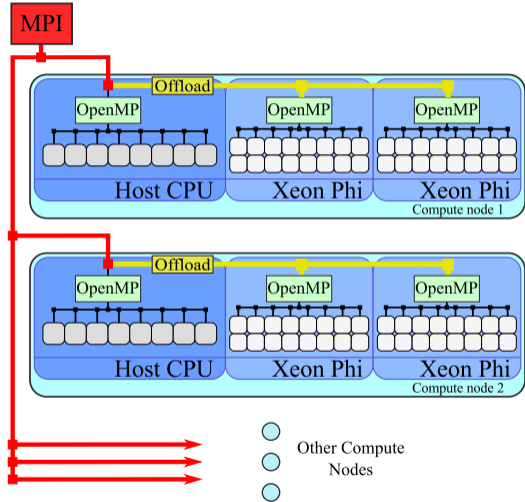 MPI
Offload
OpenMP
OpenMP
OpenMP
Host CPU
Xeon Phi
Xeon Phi
Compute node 1
Offload
OpenMP
OpenMP
OpenMP
Host CPU
Xeon Phi
Xeon Phi
Compute node 2
Other Compute
Nodes